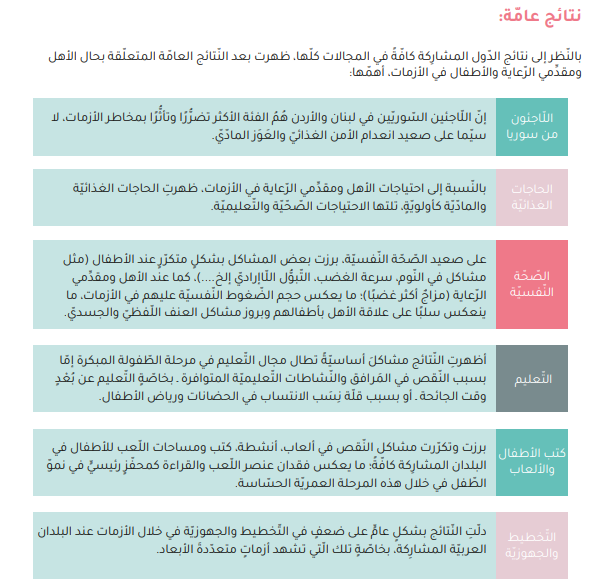 نتائج عامّة:
بالنّظر إلى نتائج الدّول المشاركة كافّةً في المجالات كلّها، ظهرت بعد النّتائج العامّة المتعلّقة بحال الأهل
ومقدِّمي الرّعاية والأطفال في الأزمات، أهمّها:
اللّاجئون
من سوريا
إنّ اللّاجئين السّوريّين في لبنان والأردن هُمُ الفئة الأكثر تضرُّرًا وتأثُّرًا بمخاطر الأزمات، لا
سيّما على صعيد انعدام الأمن الغذائيّ والعَوَز المادّيّ.
الحاجات
الغذائيّة
بالنّسبة إلى احتياجات الأهل ومقدِّمي الرّعاية في الأزمات، ظهرتِ الحاجات الغذائيّة
والمادّيّة كأولويّةٍ، تلتها الاحتياجات الصّحّيّة والتّعليميّة.
الصّحّة
النّفسيّة
على صعيد الصّحّة النّفسيّة، برزت بعض المشاكل بشكلٍ متكرّرٍ عند الأطفال (مثل
مشاكل في النّوم، سرعة الغضب، التّبوُّل اللّاإراديّ إلخ....)، كما عند الأهل ومقدِّمي
الرّعاية (مزاجٌ أكثر غضبًا)؛ ما يعكس حجم الضّغوط النّفسيّة عليهم في الأزمات، ما
ينعكس سلبًا على علاقة الأهل بأطفالهم وبروز مشاكل العنف اللّفظيّ والجسديّ.
التّعليم
أظهرتِ النّتائج مشاكلَ أساسيّةً تطال مجال التّعليم في مرحلة الطّفولة المبكرة إمّا
بسبب النّقص في المَرافق والنّشاطات التّعليميّة المتوافرة ـ بخاصّةٍ التّعليم عن بُعْدٍ
وقت الجائحة ـ أو بسبب قلّة نِسَب الانتساب في الحضانات ورياض الأطفال.
كتب الأطفال
والألعاب
برزت وتكرّرت مشاكل النّقص في ألعاب، أنشطة، كتب ومساحات اللّعب للأطفال في
البلدان المشاركة كافّةً؛ ما يعكس فقدان عنصر اللّعب والقراءة كمحفّزٍ رئيسيٍّ في نموّ
الطّفل في خلال هذه المرحلة العمريّة الحسّاسة.
التّخطيط
والجهوزيّة
دلّتِ النّتائج بشكلٍ عامٍّ على ضعفٍ في التّخطيط والجهوزيّة في خلال الأزمات عند البلدان
العربيّة المشاركة، بخاصّةٍ تلك الّتي تشهد أزماتٍ متعدّدةَ الأبعاد.